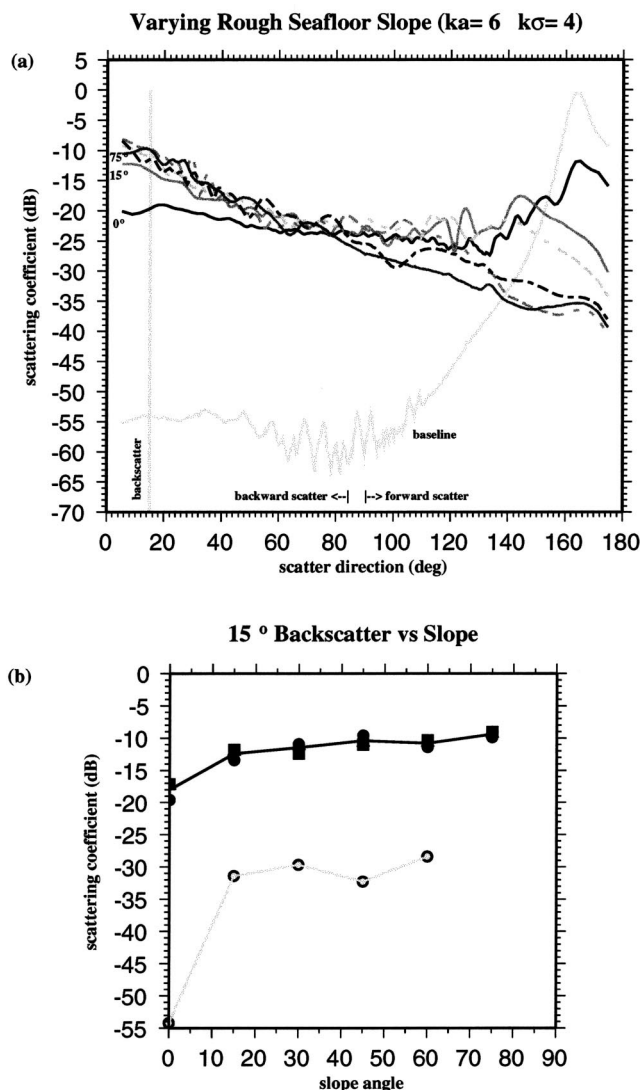 Varying Rough Seafloor Slope (ka= 6 kσ= 4)
(a)
5
0
-5
-10
-15
-20
-25
-30
-35
-40
-45
-50
-55
-60
-65
-70
scattering coefficient (dB)
75°
15°
0°
backscatter
baseline
backward scatter <--| |--> forward scatter
0 20 40 60 80 100 120 140 160 180
scatter direction (deg)
15 ° Backscatter vs Slope
(b)
0
-5
-10
-15
-20
-25
-30
-35
-40
-45
-50
-55
scattering coefficient (dB)
0 10 20 30 40 50 60 70 80 90
slope angle